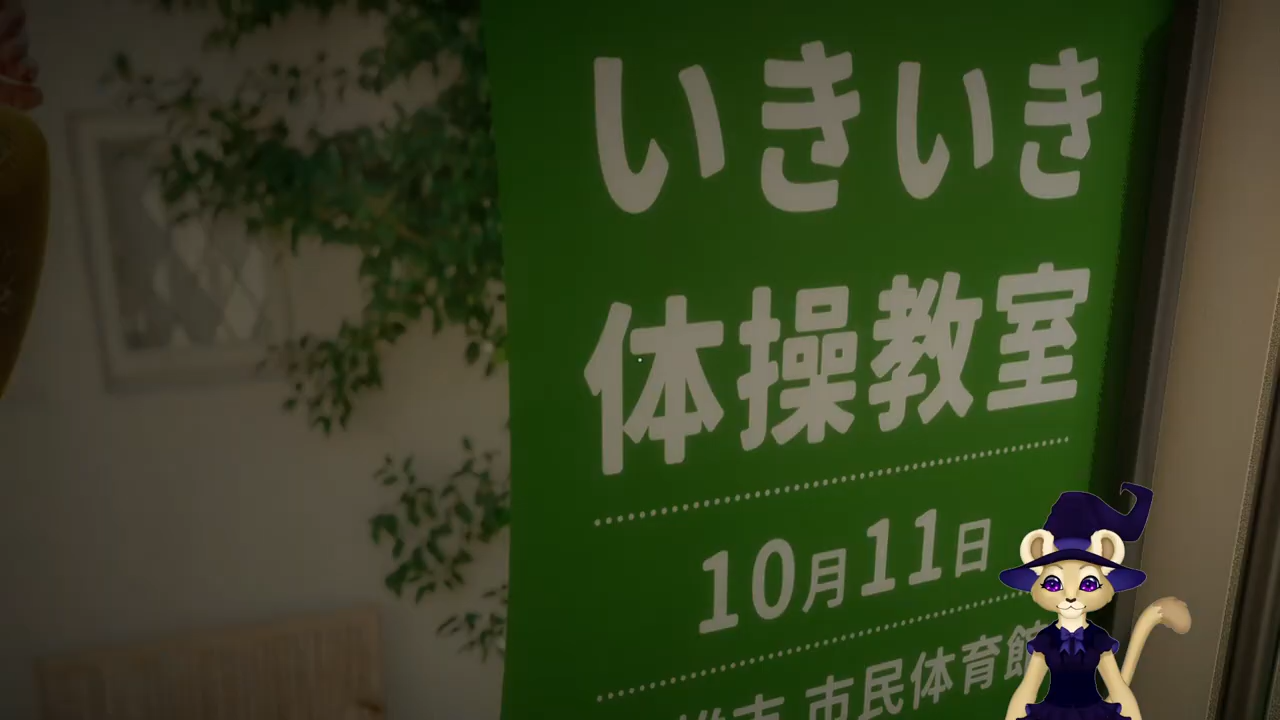 いきいき
体操教室
10月11日
市 市民体育館